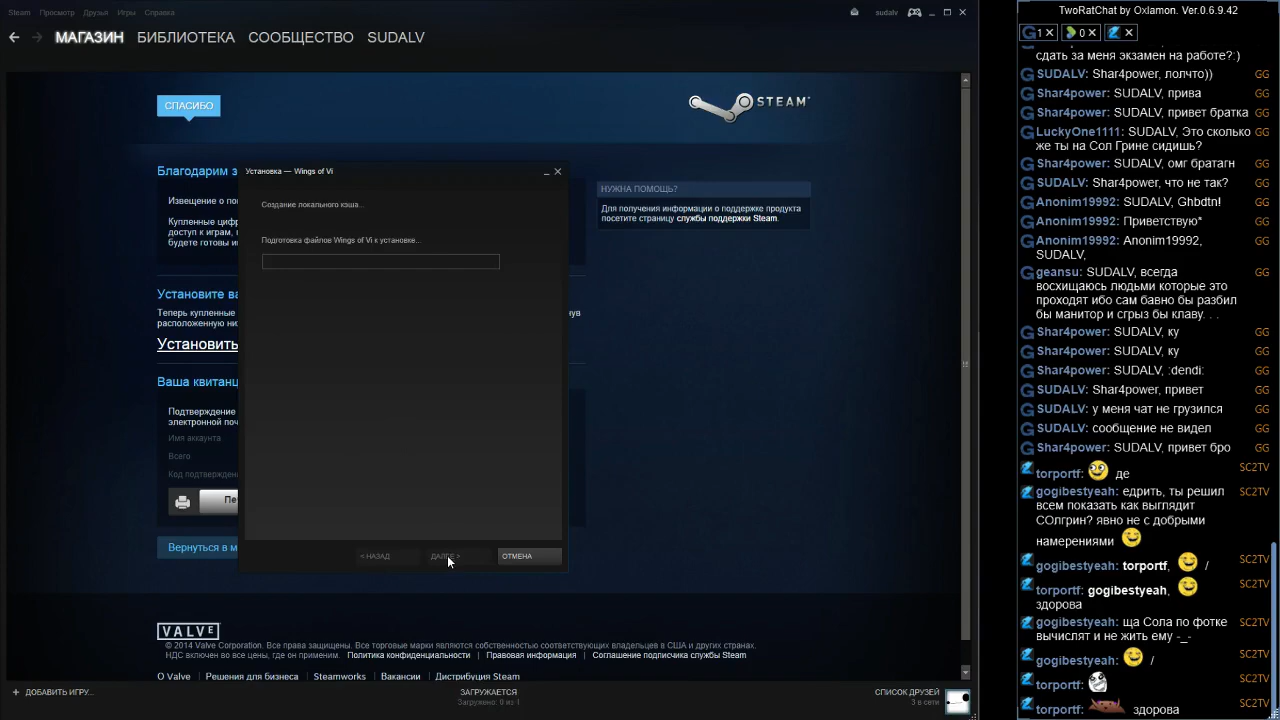 Steam Просмотр Друзья Игры Справка
sudalv
МАГАЗИН БИБЛИОТЕКА СООБЩЕСТВО SUDALV
СПАСИБО
STEAM
Благодарим з
Извещение о по
Купленные цифр
доступ к играм, г
будете готовы и
НУЖНА ПОМОЩЬ?
Для получения информации о поддержке продукта
посетите страницу службы поддержки Steam.
Установка — Wings of Vi
Создание локального кэша...
Подготовка файлов Wings of Vi к установке...
< НАЗАД ДАЛЕЕ > ОТМЕНА
Установите ва
Теперь купленные
нув
расположенную ни
Установить
Ваша квитанц
Подтверждение
электронной поч
Имя аккаунта
Всего
Код подтвержден
Пе
Вернуться в м
VALVE
© 2014 Valve Corporation. Все права защищены. Все торговые марки являются собственностью соответствующих владельцев в США и других странах.
НДС включён во все цены, где он применим. Политика конфиденциальности | Правовая информация | Соглашение подписчика службы Steam
О Valve | Решения для бизнеса | Steamworks | Вакансии | Дистрибуция Steam
ДОБАВИТЬ ИГРУ...
ЗАГРУЖАЕТСЯ
Загружено: 0 из 1
СПИСОК ДРУЗЕЙ
3 в сети
TwoRatChat by Oxlamon. Ver.0.6.9.42
1 × 0 × ×
сдать за меня экзамен на работе?:)
SUDALV: Shar4power, лолчто)) GG
Shar4power: SUDALV, прива GG
Shar4power: SUDALV, привет братка GG
LuckyOne1111: SUDALV, Это сколько GG
же ты на Сол Грине сидишь?
Shar4power: SUDALV, омг братагн GG
SUDALV: Shar4power, что не так? GG
Anonim19992: SUDALV, Ghbdtn! GG
Anonim19992: Приветствую* GG
Anonim19992: Anonim19992, GG
SUDALV,
geansu: SUDALV, всегда GG
восхищаюсь людьми которые это
проходят ибо сам бавно бы разбил
бы манитор и сгрыз бы клаву. . .
Shar4power: SUDALV, ку GG
Shar4power: SUDALV, ку GG
Shar4power: SUDALV, :dendi: GG
SUDALV: Shar4power, привет GG
SUDALV: у меня чат не грузился GG
SUDALV: сообщение не видел GG
Shar4power: SUDALV, привет бро GG
torportf: де SC2TV
gogibestyeah: едрить, ты решил SC2TV
всем показать как выглядит
СОлгрин? явно не с добрыми
намерениями
gogibestyeah: torportf, / SC2TV
torportf: gogibestyeah, SC2TV
здорова
gogibestyeah: ща Сола по фотке SC2TV
вычислят и не жить ему -_-
gogibestyeah: / SC2TV
torportf: SC2TV
torportf: здорова SC2TV